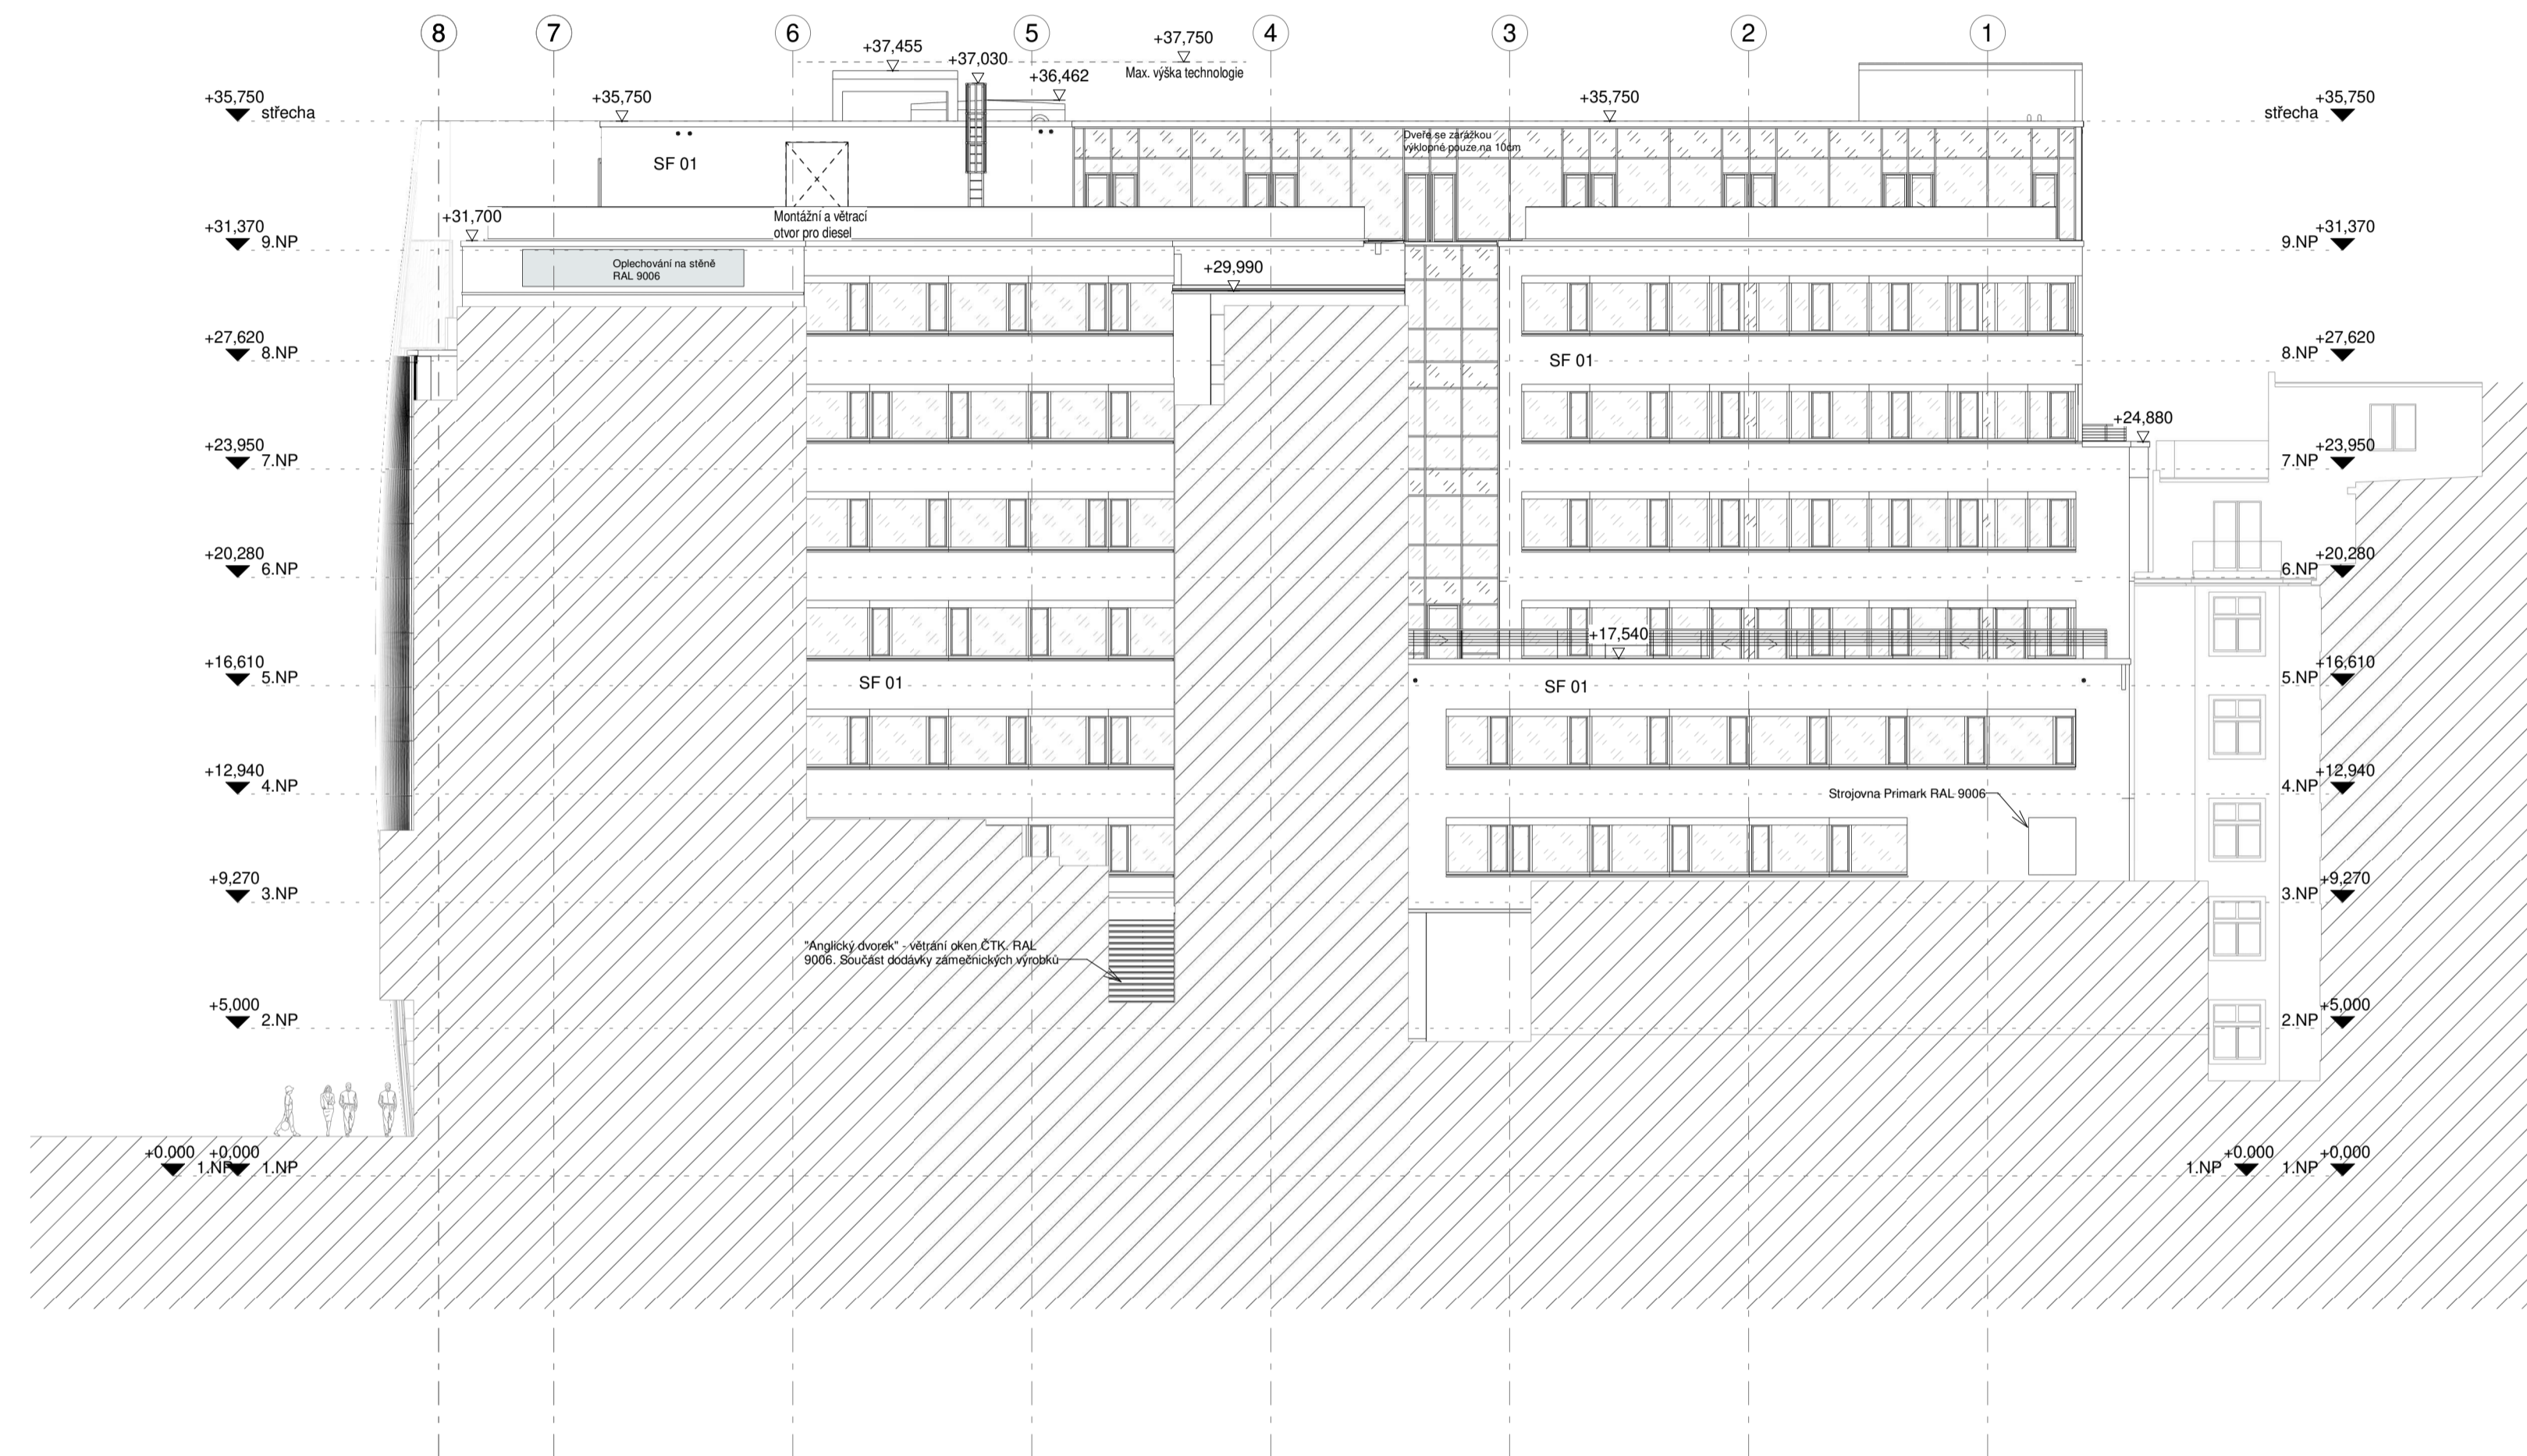 8 7 6 5 4 3 2 1
+37,455
+37,030
+36,462
+37,750
Max. výška technologie
+35,750
střecha
+35,750
+35,750
střecha
+35,750
Dveře se zarážkou
výklopné pouze na 10cm
SF 01
Montážní a větrací
otvor pro diesel
+31,700
+31,370
9.NP
9.NP
+31,370
Oplechování na stěně
RAL 9006
+29,990
+27,620
8.NP
SF 01
8.NP
+27,620
+24,880
+23,950
7.NP
7.NP
+23,950
+20,280
6.NP
6.NP
+20,280
+17,540
+16,610
5.NP
SF 01
SF 01
5.NP
+16,610
+12,940
4.NP
Strojovna Primark RAL 9006
4.NP
+12,940
+9,270
3.NP
3.NP
+9,270
"Anglický dvorek" - větrání oken ČTK. RAL
9006. Součást dodávky zámečnických výrobků
+5,000
2.NP
2.NP
+5,000
+0.000
1.NP
+0,000
1.NP
+0.000
1.NP
+0,000
1.NP